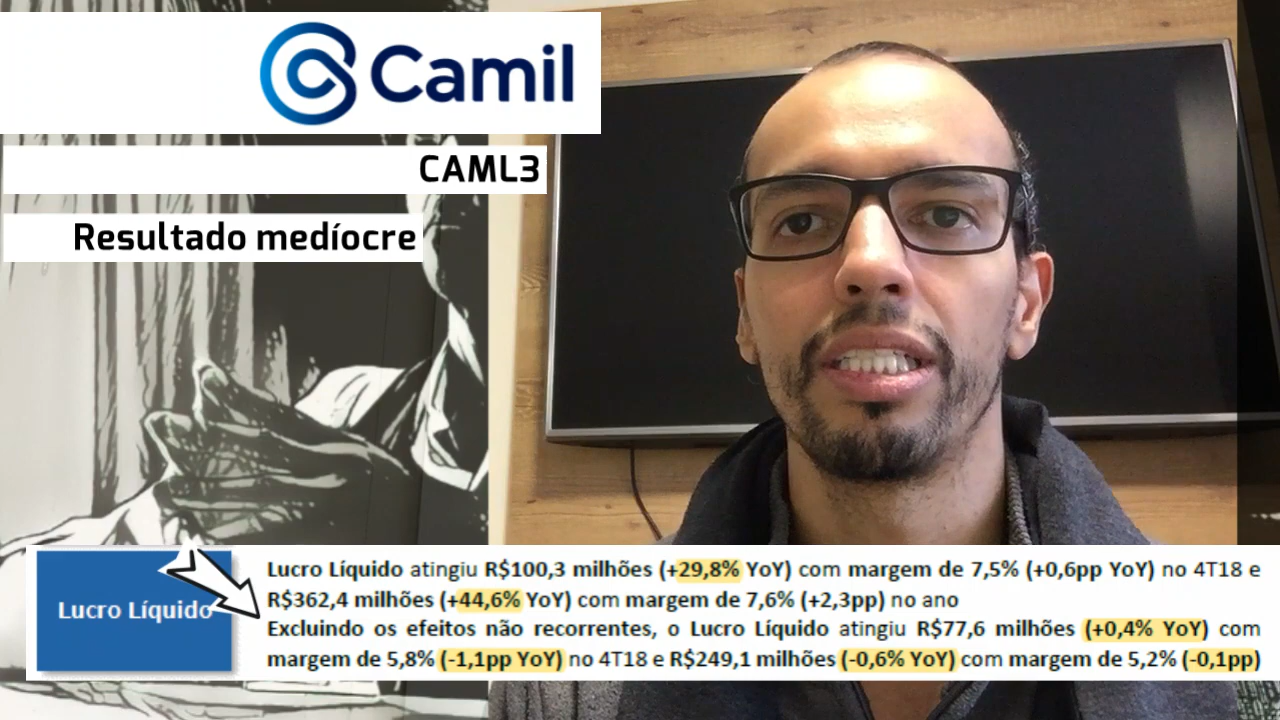 Camil
CAML3
Resultado medíocre
Lucro Líquido
Lucro Líquido atingiu R$100,3 milhões (+29,8% YoY) com margem de 7,5% (+0,6pp YoY) no 4T18 e
R$362,4 milhões (+44,6% YoY) com margem de 7,6% (+2,3pp) no ano
Excluindo os efeitos não recorrentes, o Lucro Líquido atingiu R$77,6 milhões (+0,4% YoY) com
margem de 5,8% (-1,1pp YoY) no 4T18 e R$249,1 milhões (-0,6% YoY) com margem de 5,2% (-0,1pp)